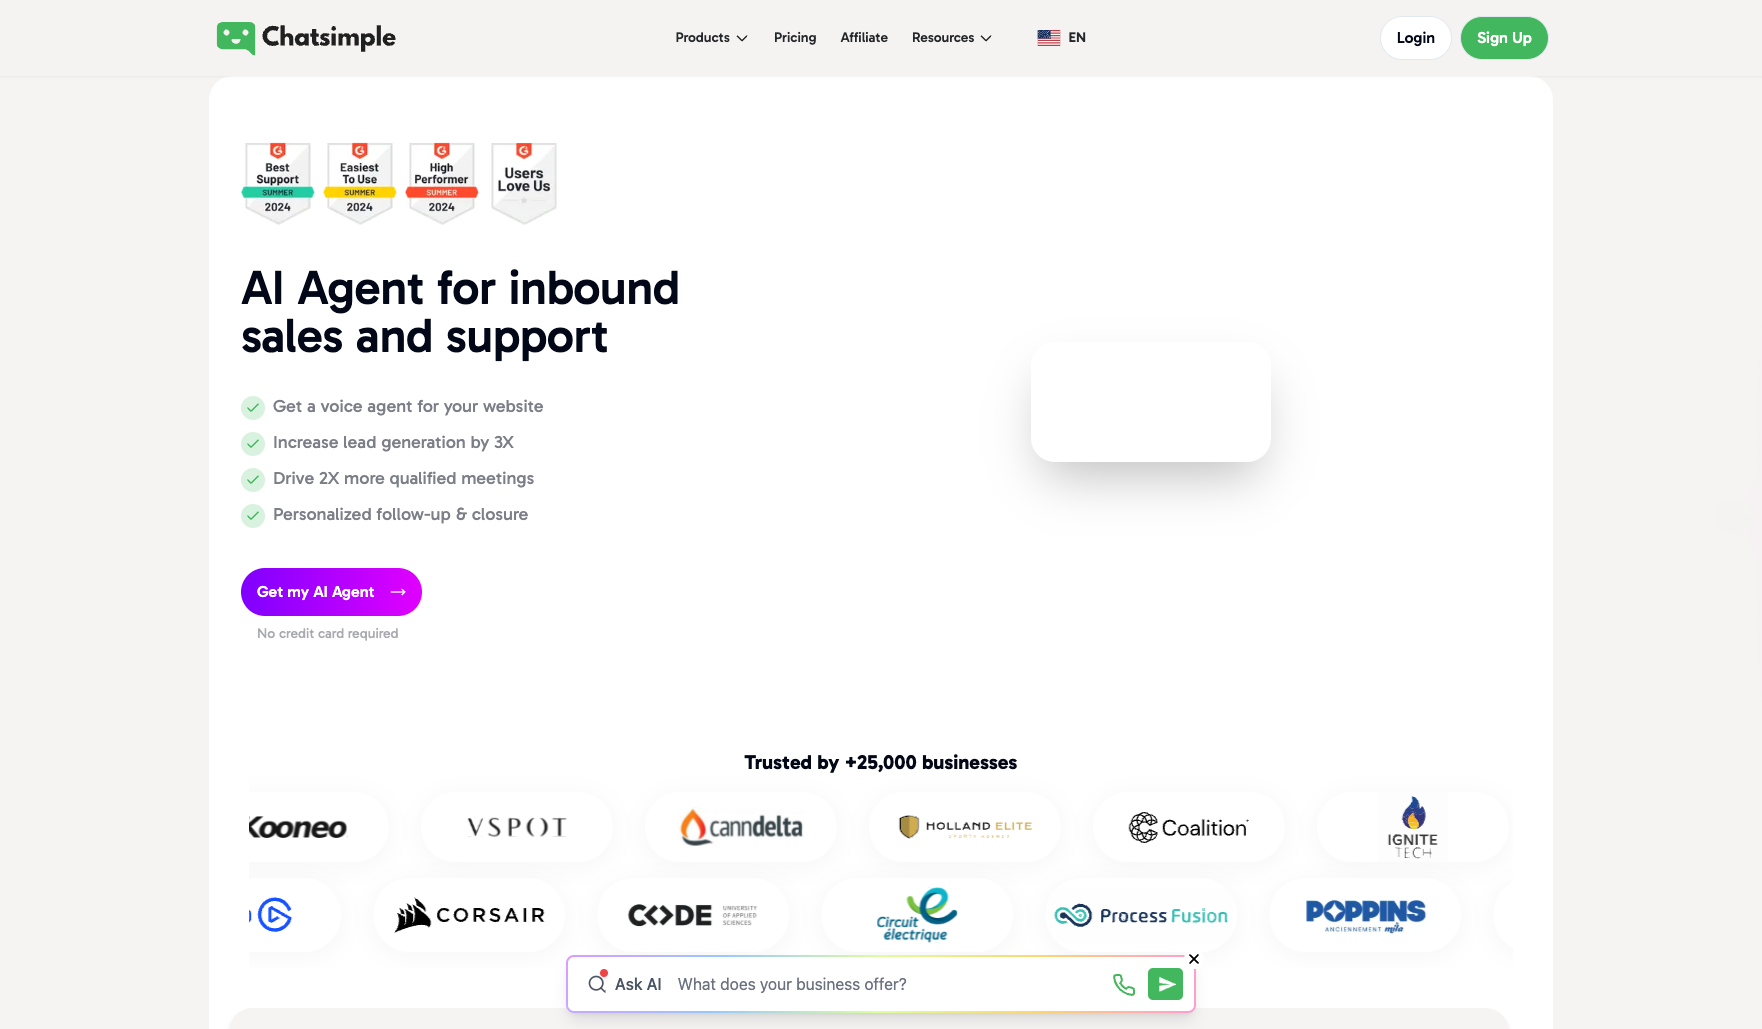 Chatsimple
Products
Pricing
Affiliate
Resources
EN
Login
Sign Up
Best
Support
SUMMER
2024
Easiest
To Use
SUMMER
2024
High
Performer
SUMMER
2024
Users
Love Us
AI Agent for inbound
sales and support
Get a voice agent for your website
Increase lead generation by 3X
Drive 2X more qualified meetings
Personalized follow-up & closure
Get my AI Agent
No credit card required
Trusted by +25,000 businesses
Kooneo
VSPOT
canndelta
HOLLAND ELITE
SPORTS AGENCY
Coalition
IGNITE
TECH
CORSAIR
CODE
UNIVERSITY
OF APPLIED
SCIENCES
Circuit
électrique
Process Fusion
POPPINS
ANCIENNEMENT mila
Ask AI What does your business offer?